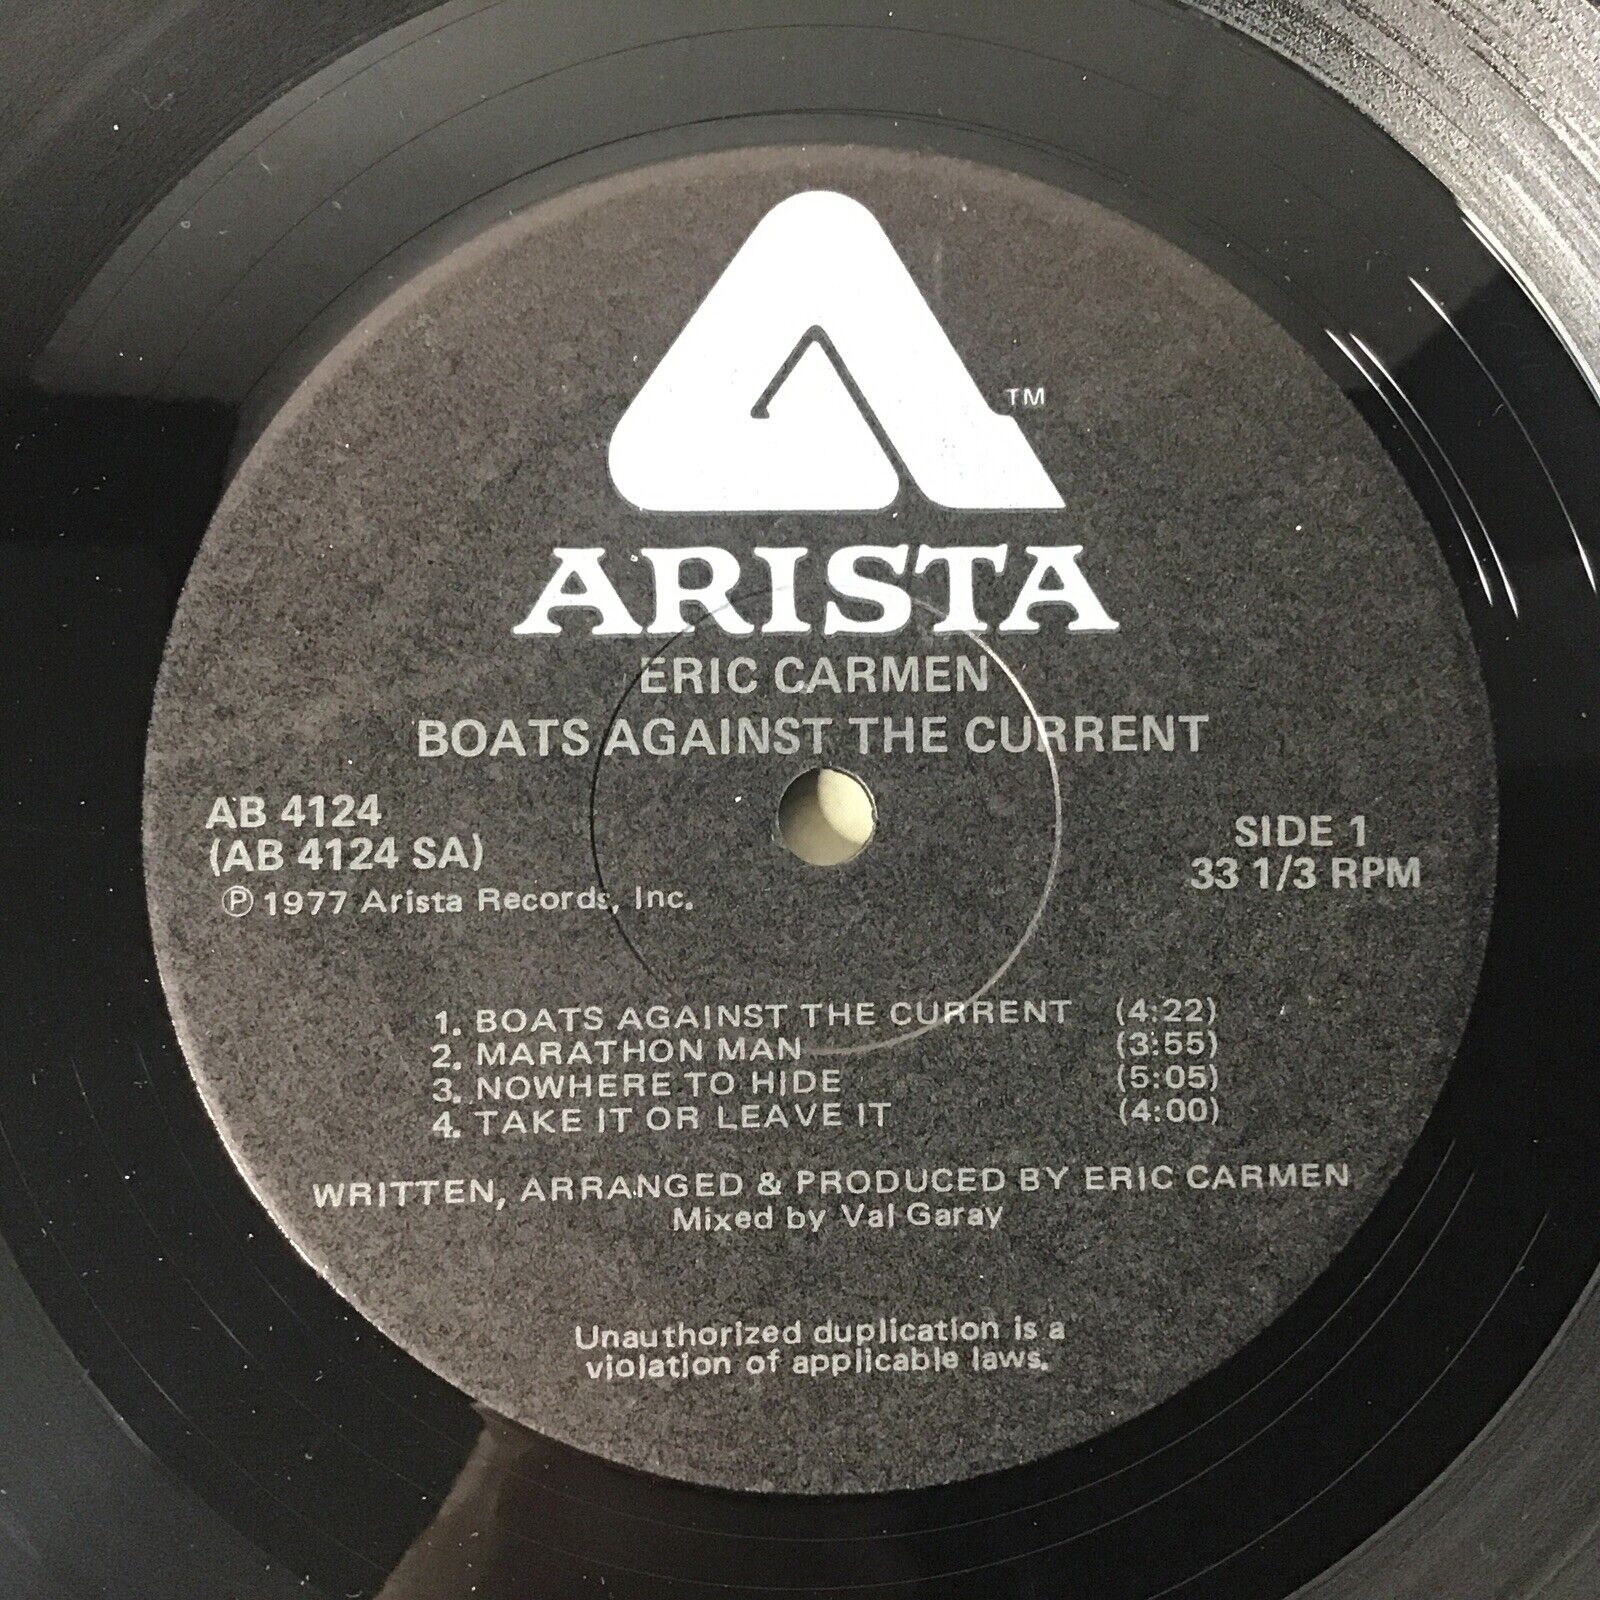 TM
ARISTA
ERIC CARMEN
BOATS AGAINST THE CURRENT
AB 4124
(AB 4124 SA)
℗ 1977 Arista Records, Inc.
SIDE 1
33 1/3 RPM
1. BOATS AGAINST THE CURRENT (4:22)
2. MARATHON MAN (3:55)
3. NOWHERE TO HIDE (5:05)
4. TAKE IT OR LEAVE IT (4:00)
WRITTEN, ARRANGED & PRODUCED BY ERIC CARMEN
Mixed by Val Garay
Unauthorized duplication is a
violation of applicable laws.